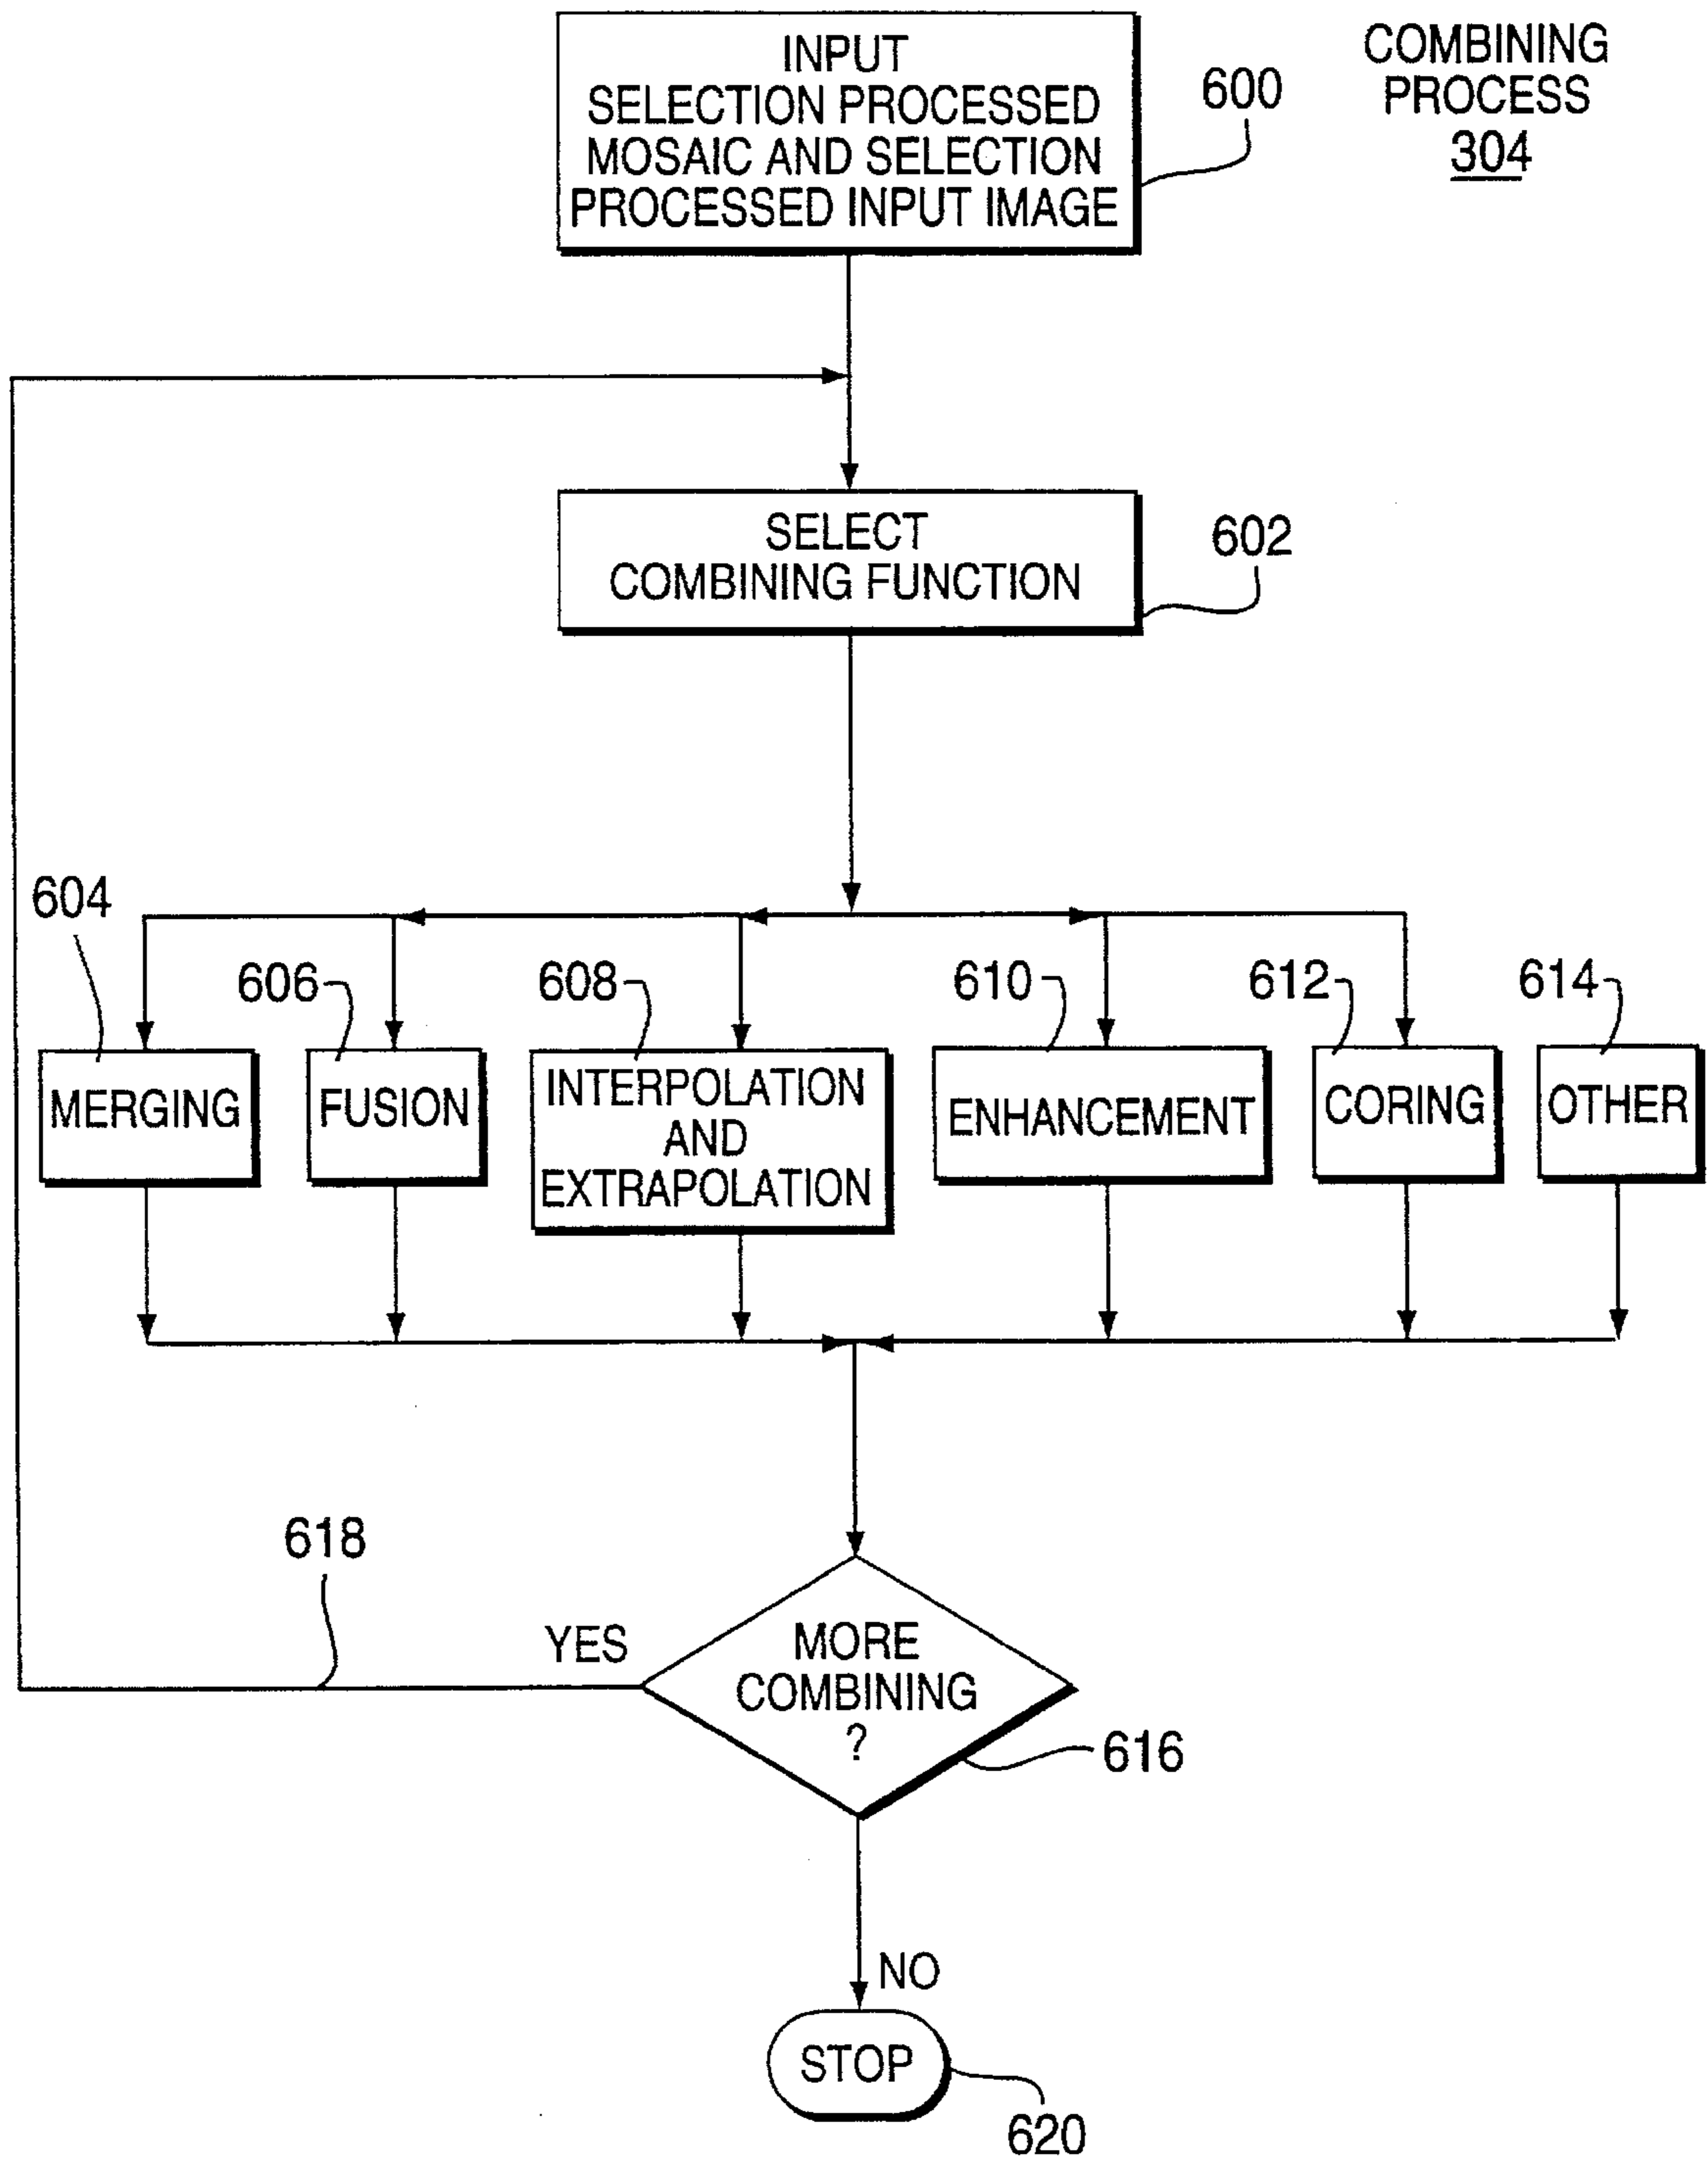 INPUT
SELECTION PROCESSED
MOSAIC AND SELECTION
PROCESSED INPUT IMAGE
600
COMBINING
PROCESS
304
SELECT
COMBINING FUNCTION
602
604
606
608
610
612
614
MERGING
FUSION
INTERPOLATION
AND
EXTRAPOLATION
ENHANCEMENT
CORING
OTHER
618
YES
MORE
COMBINING
?
616
NO
STOP
620